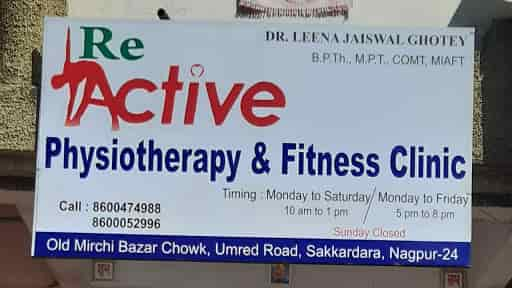 Re
Active
DR. LEENA JAISWAL GHOTEY
B.P.Th., M.P.T., COMT, MIAFT
Physiotherapy & Fitness Clinic
Timing : Monday to Saturday / Monday to Friday
10 am to 1 pm 5 pm to 8 pm
Call : 8600474988
8600052996
Sunday Closed
Old Mirchi Bazar Chowk, Umred Road, Sakkardara, Nagpur-24